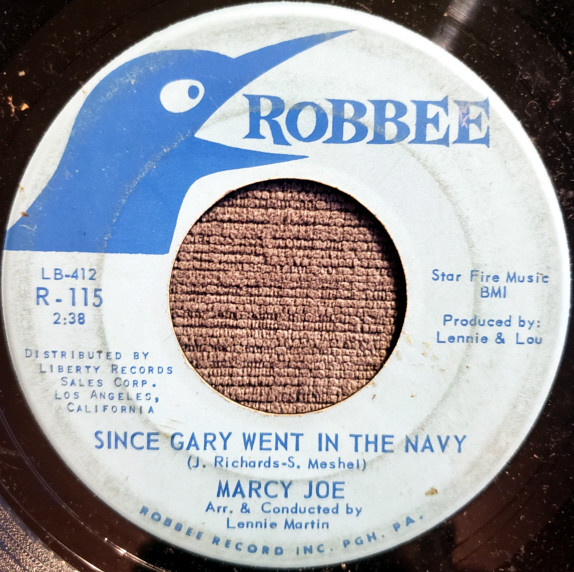 ROBBEE
LB-412
R-115
2:38
Star Fire Music
BMI
Produced by:
Lennie & Lou
DISTRIBUTED BY
LIBERTY RECORDS
SALES CORP.
LOS ANGELES,
CALIFORNIA
SINCE GARY WENT IN THE NAVY
(J. Richards-S. Meshel)
MARCY JOE
Arr. & Conducted by
Lennie Martin
ROBBEE RECORD INC. PGH. PA.